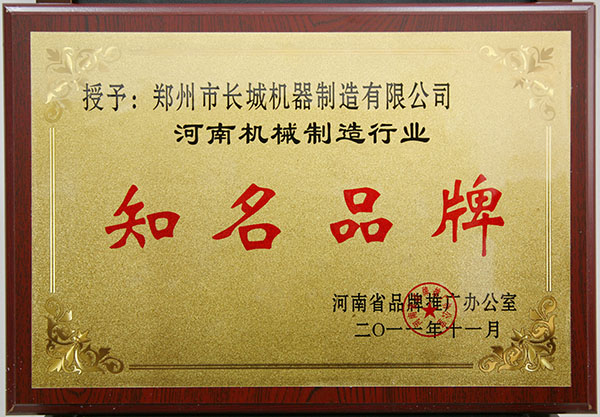 授予：郑州市长城机器制造有限公司
河南机械制造行业
知名品牌
河南省品牌推广办公室
二〇一一年十一月